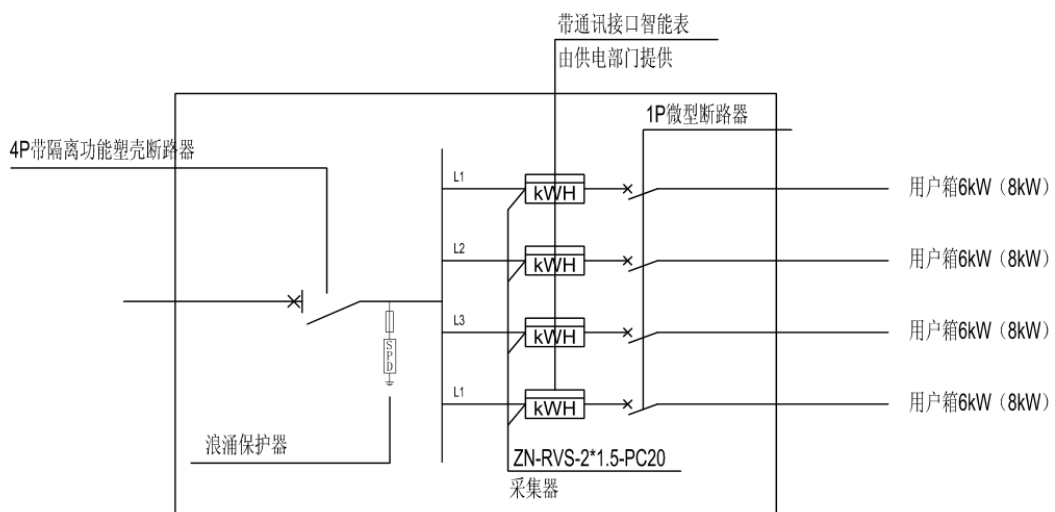 带通讯接口智能表
由供电部门提供
1P微型断路器
4P带隔离功能塑壳断路器
L1
kWH
用户箱6kW（8kW）
L2
kWH
用户箱6kW（8kW）
L3
kWH
用户箱6kW（8kW）
SPD
L1
kWH
用户箱6kW（8kW）
浪涌保护器
ZN-RVS-2*1.5-PC20
采集器